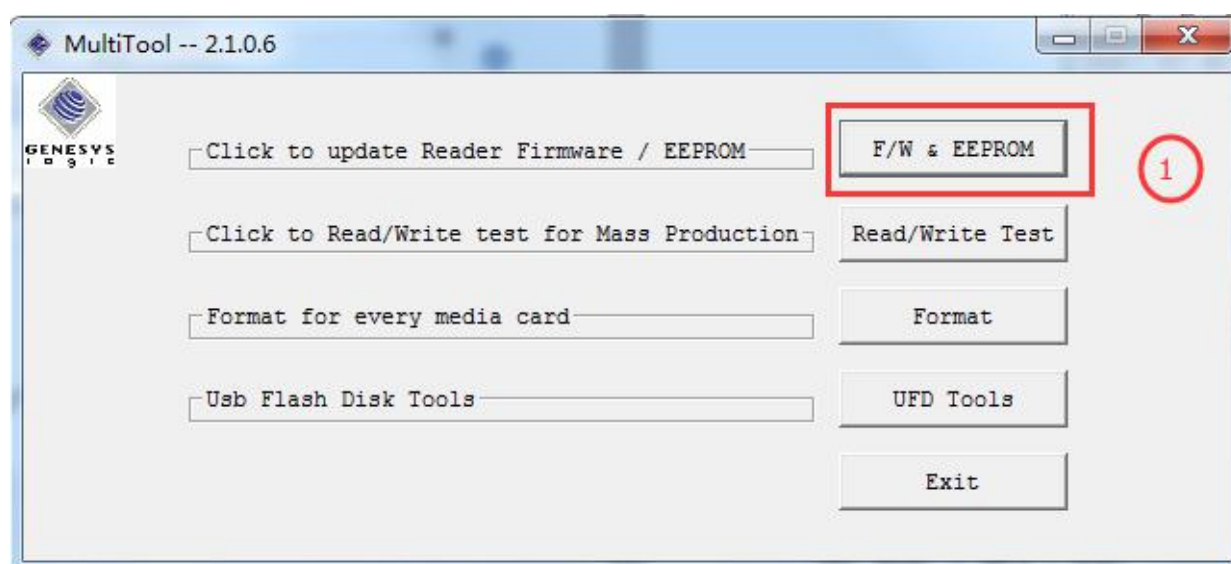 MultiTool -- 2.1.0.6
GENESYS
logic
Click to update Reader Firmware / EEPROM
F/W & EEPROM
1
Click to Read/Write test for Mass Production
Read/Write Test
Format for every media card
Format
Usb Flash Disk Tools
UFD Tools
Exit